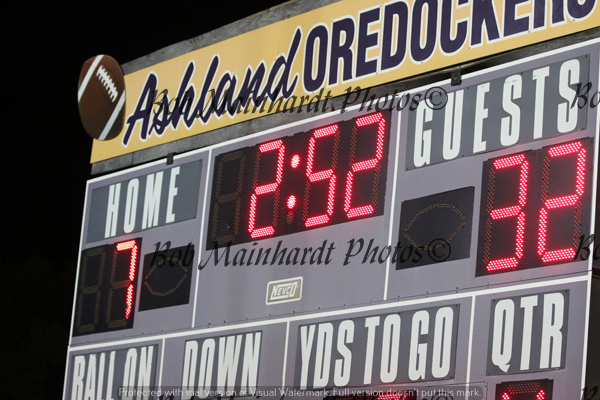 Ashland OREDOCKERS
Bob Mainhardt Photos©
HOME 2:52 GUESTS
7 32
Bob Mainhardt Photos©
NEVCO
BALL ON DOWN YDS TO GO QTR
Protected with trial version of Visual Watermark. Full version doesn't put this mark.